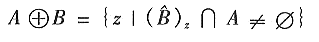 A ⊕ B = { z | ( B̂ )_z ⋂ A ≠ ∅ }